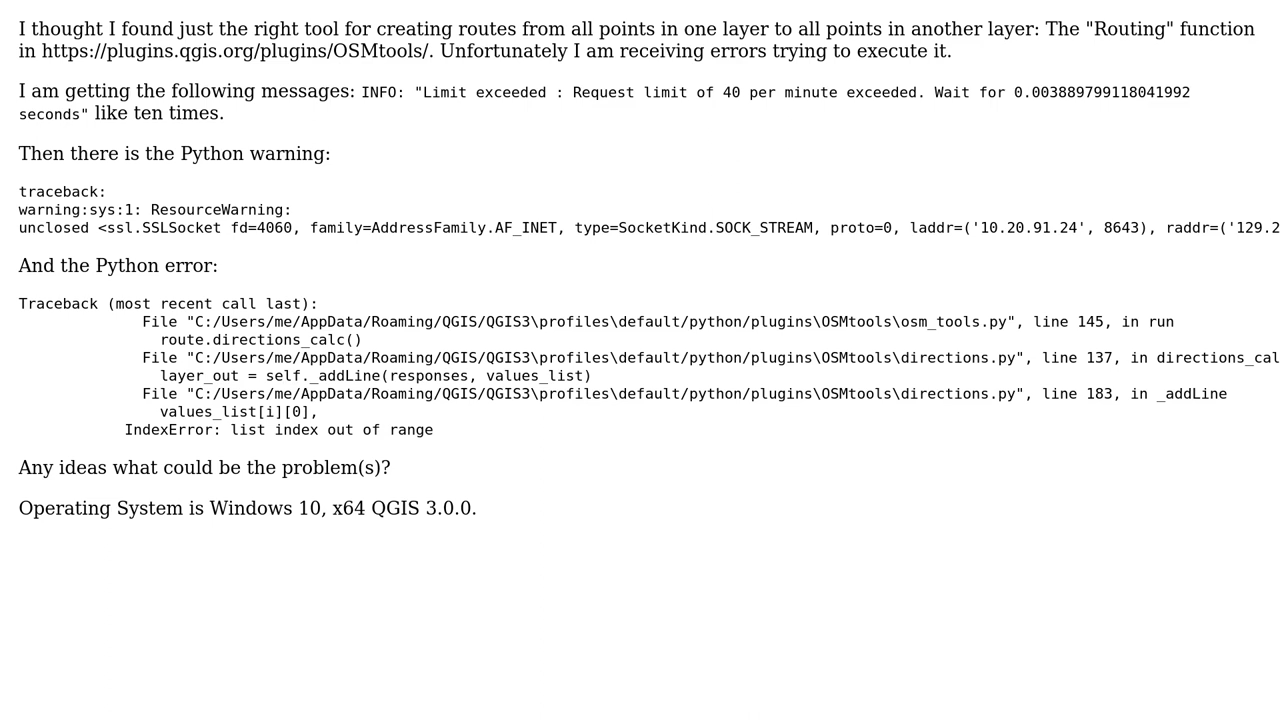 I thought I found just the right tool for creating routes from all points in one layer to all points in another layer: The "Routing" function
in https://plugins.qgis.org/plugins/OSMtools/. Unfortunately I am receiving errors trying to execute it.
I am getting the following messages: INFO: "Limit exceeded : Request limit of 40 per minute exceeded. Wait for 0.003889799118041992
seconds" like ten times.
Then there is the Python warning:
traceback:
warning:sys:1: ResourceWarning:
unclosed <ssl.SSLSocket fd=4060, family=AddressFamily.AF_INET, type=SocketKind.SOCK_STREAM, proto=0, laddr=('10.20.91.24', 8643), raddr=('129.2
And the Python error:
Traceback (most recent call last):
File "C:/Users/me/AppData/Roaming/QGIS/QGIS3\profiles\default/python/plugins\OSMtools\osm_tools.py", line 145, in run
route.directions_calc()
File "C:/Users/me/AppData/Roaming/QGIS/QGIS3\profiles\default/python/plugins\OSMtools\directions.py", line 137, in directions_cal
layer_out = self._addLine(responses, values_list)
File "C:/Users/me/AppData/Roaming/QGIS/QGIS3\profiles\default/python/plugins\OSMtools\directions.py", line 183, in _addLine
values_list[i][0],
IndexError: list index out of range
Any ideas what could be the problem(s)?
Operating System is Windows 10, x64 QGIS 3.0.0.